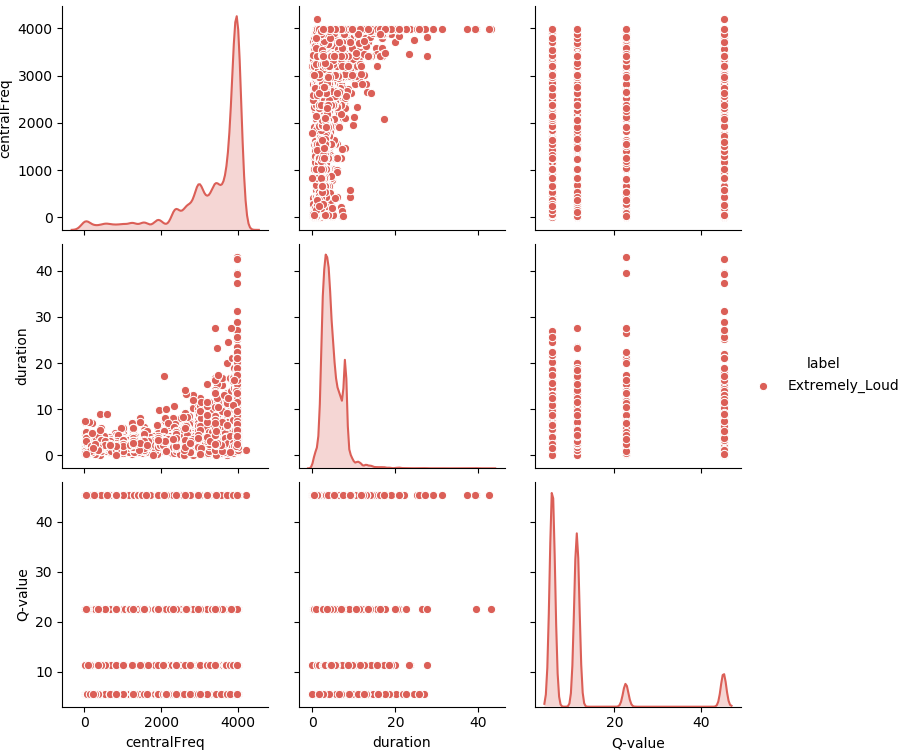 4000
3000
2000
1000
0
centralFreq
40
30
20
10
0
duration
label
Extremely_Loud
40
30
20
10
Q-value
0 2000 4000
0 20 40
20 40
centralFreq duration Q-value